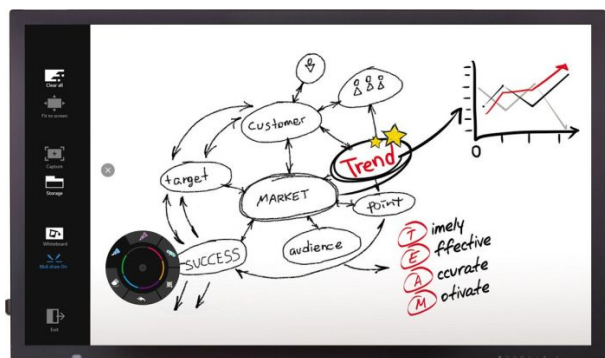 Clear all
Fit to screen
Capture
Storage
Whiteboard
Multi draw On
Exit
Customer
target
Trend
MARKET
point
SUCCESS
audience
0
T imely
E ffective
A ccurate
M otivate